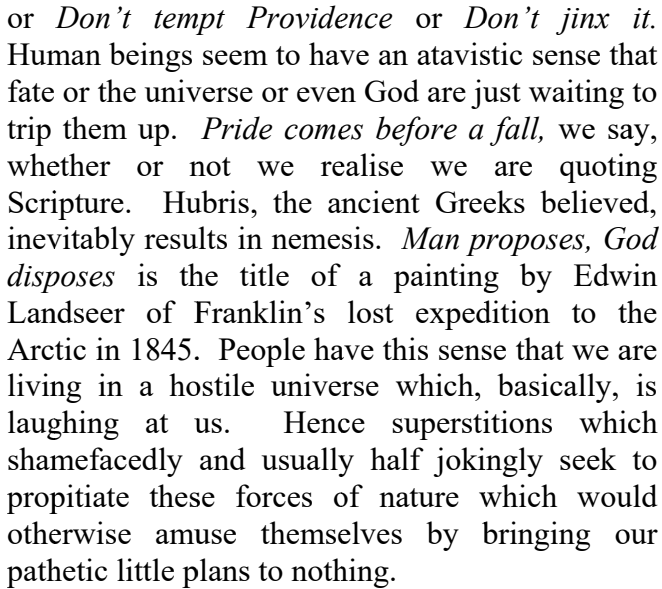 or Don’t tempt Providence or Don’t jinx it.
Human beings seem to have an atavistic sense that
fate or the universe or even God are just waiting to
trip them up. Pride comes before a fall, we say,
whether or not we realise we are quoting
Scripture. Hubris, the ancient Greeks believed,
inevitably results in nemesis. Man proposes, God
disposes is the title of a painting by Edwin
Landseer of Franklin’s lost expedition to the
Arctic in 1845. People have this sense that we are
living in a hostile universe which, basically, is
laughing at us. Hence superstitions which
shamefacedly and usually half jokingly seek to
propitiate these forces of nature which would
otherwise amuse themselves by bringing our
pathetic little plans to nothing.